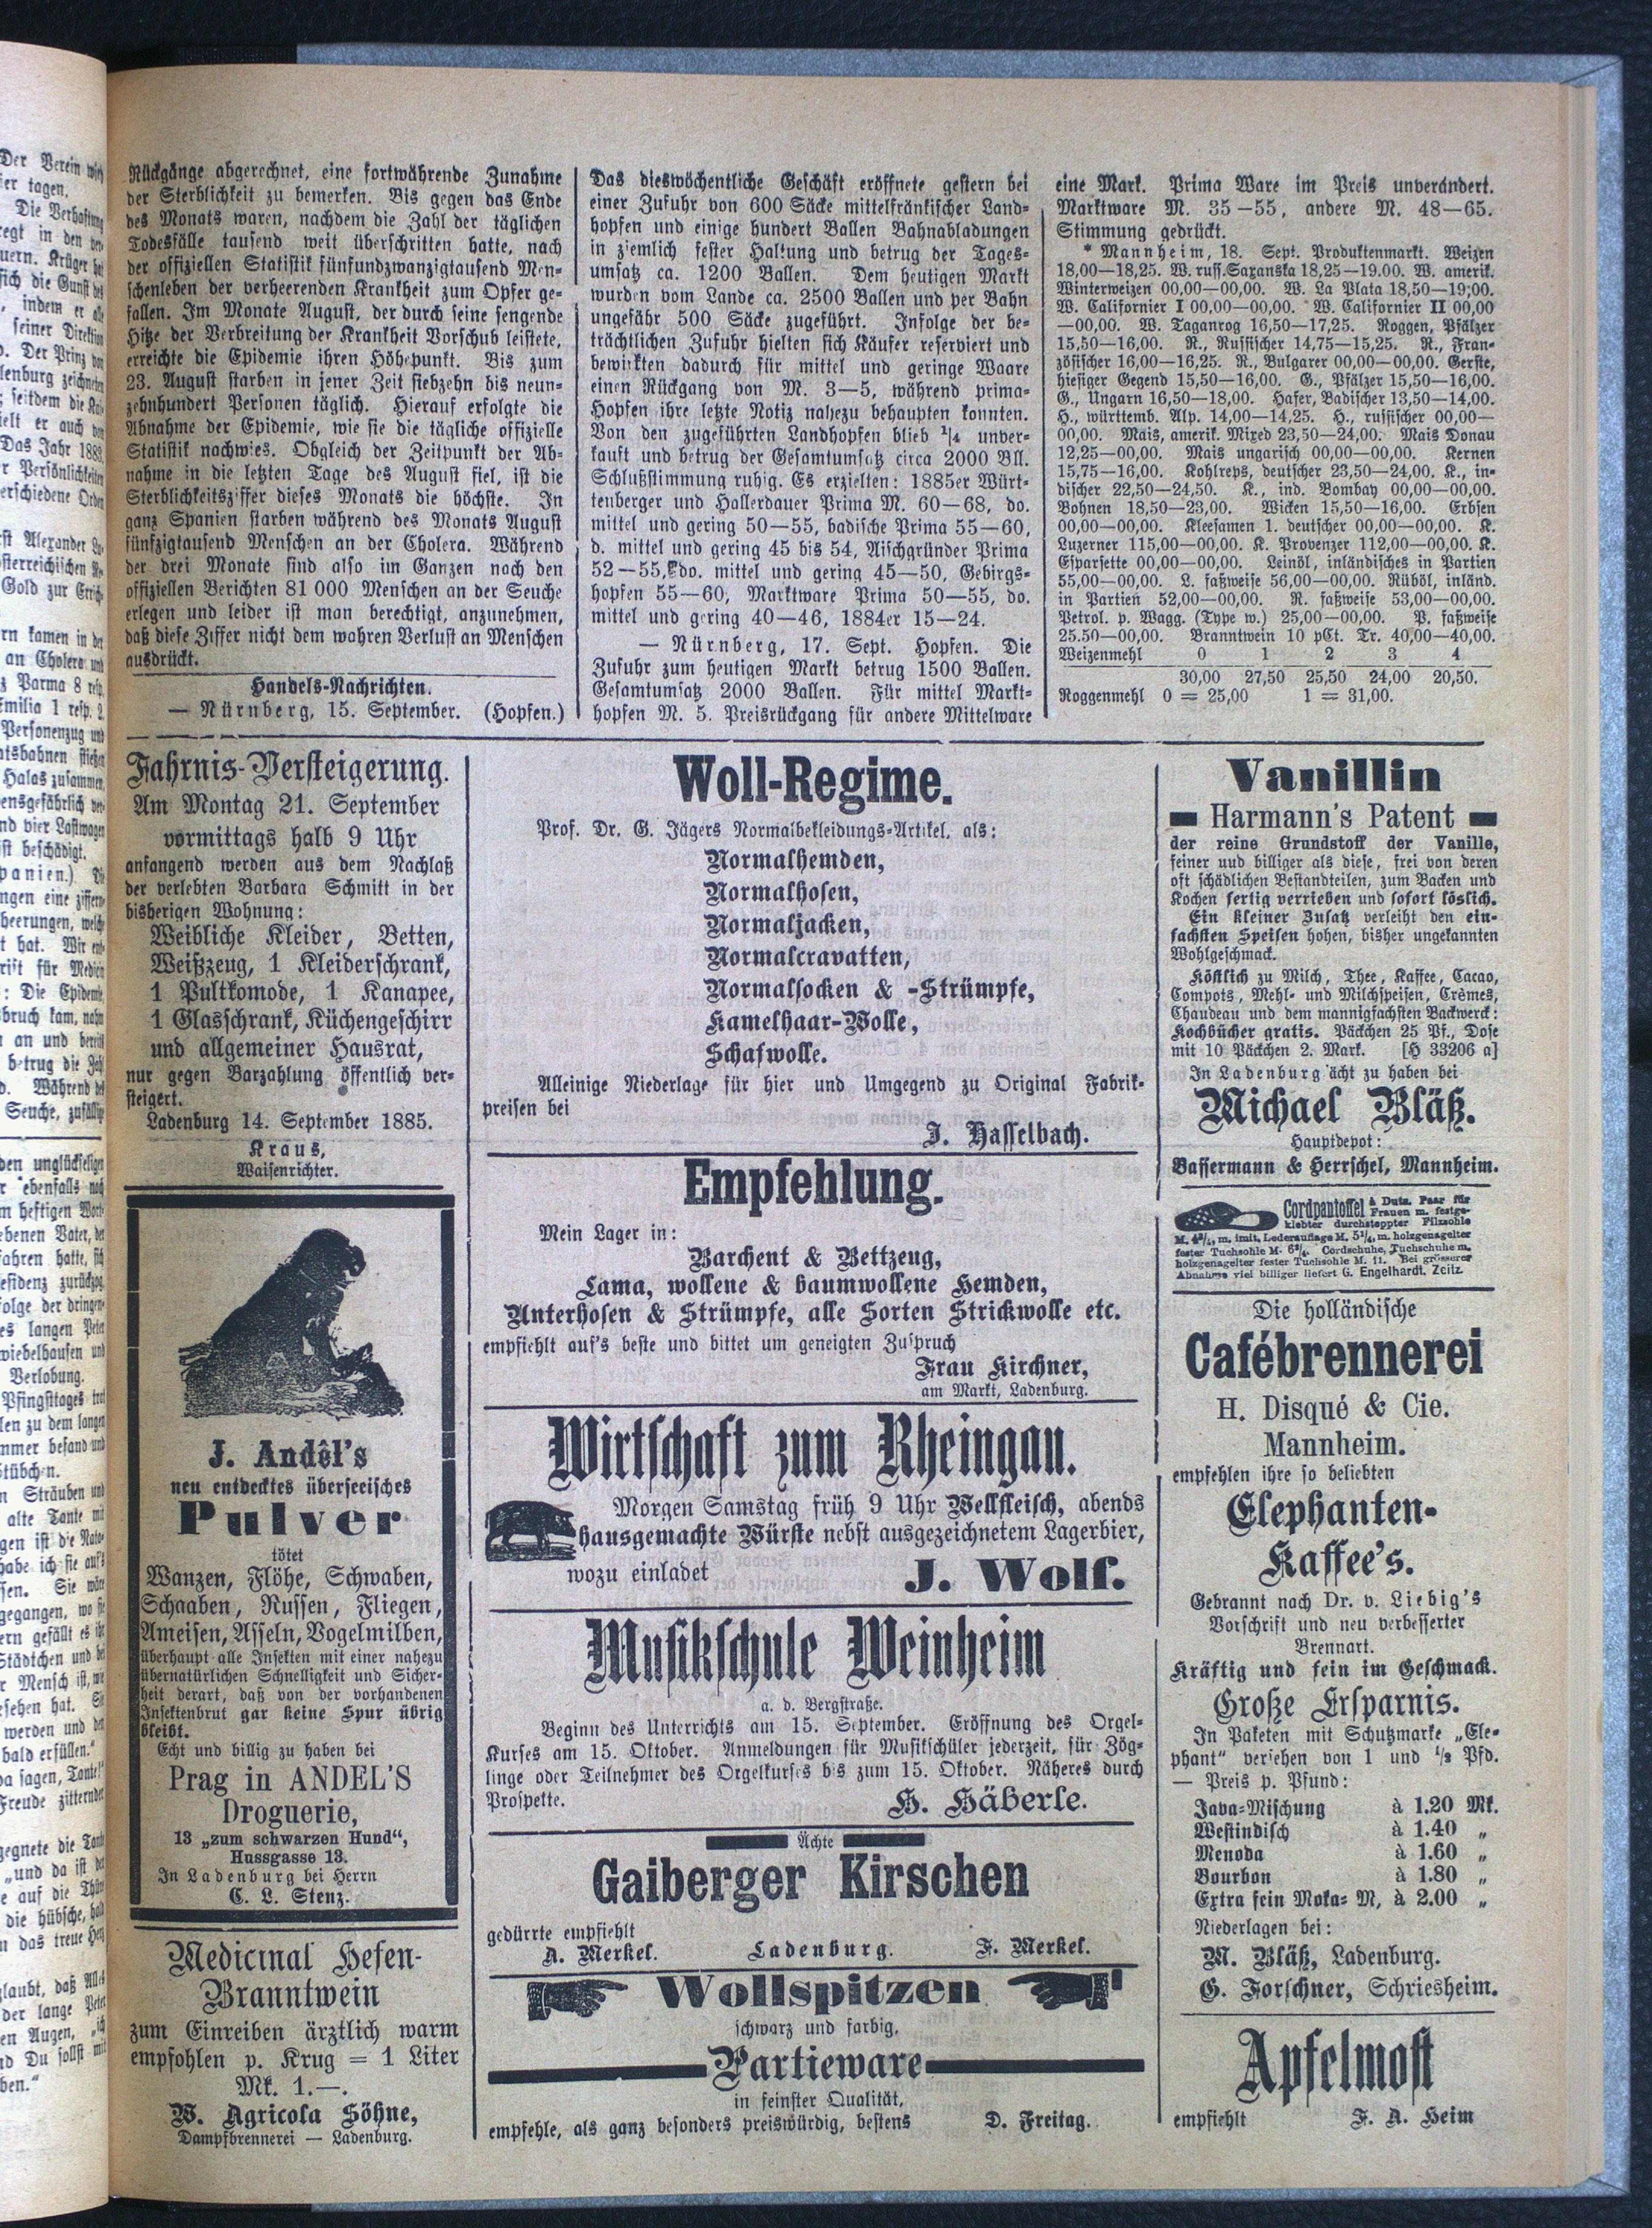 Rückgänge abgerechnet, eine fortwährende Zunahme
der Sterblichkeit zu bemerken. Bis gegen das Ende
des Monats waren, nachdem die Zahl der täglichen
Todesfälle tausend weit überschritten hatte, nach
der offiziellen Statistik fünfundzwanzigtausend Men-
schenleben der verheerenden Krankheit zum Opfer ge-
fallen. Im Monate August, der durch seine sengende
Hitze der Verbreitung der Krankheit Vorschub leistete,
erreichte die Epidemie ihren Höhepunkt. Bis zum
23. August starben in jener Zeit siebzehn bis neun-
zehnhundert Personen täglich. Hierauf erfolgte die
Abnahme der Epidemie, wie sie die tägliche offizielle
Statistik nachwies. Obgleich der Zeitpunkt der Ab-
nahme in die letzten Tage des August fiel, ist die
Sterblichkeitsziffer dieses Monats die höchste. In
ganz Spanien starben während des Monats August
fünfzigtausend Menschen an der Cholera. Während
der drei Monate sind also im Ganzen nach den
offiziellen Berichten 81 000 Menschen an der Seuche
erlegen und leider ist man berechtigt, anzunehmen,
daß diese Ziffer nicht dem wahren Verlust an Menschen
ausdrückt.
Handels-Nachrichten.
— Nürnberg, 15. September. (Hopfen.)
Das dieswöchentliche Geschäft eröffnete gestern bei
einer Zufuhr von 600 Säcke mittelfränkischer Land-
hopfen und einige hundert Ballen Bahnabladungen
in ziemlich fester Haltung und betrug der Tages-
umsatz ca. 1200 Ballen. Dem heutigen Markt
wurden vom Lande ca. 2500 Ballen und per Bahn
ungefähr 500 Säcke zugeführt. Infolge der be-
trächtlichen Zufuhr hielten sich Käufer reserviert und
bewirkten dadurch für mittel und geringe Waare
einen Rückgang von M. 3—5, während prima-
Hopfen ihre letzte Notiz nahezu behaupten konnten.
Von den zugeführten Landhopfen blieb ¼ unver-
kauft und betrug der Gesamtumsatz circa 2000 Bll.
Schlußstimmung ruhig. Es erzielten: 1885er Würt-
tenberger und Hallerdauer Prima M. 60—68, do.
mittel und gering 50—55, badische Prima 55—60,
d. mittel und gering 45 bis 54, Aischgründer Prima
52—55, do. mittel und gering 45—50, Gebirgs-
hopfen 55—60, Marktware Prima 50—55, do.
mittel und gering 40—46, 1884er 15—24.
— Nürnberg, 17. Sept. Hopfen. Die
Zufuhr zum heutigen Markt betrug 1500 Ballen.
Gesamtumsatz 2000 Ballen. Für mittel Markt-
hopfen M. 5. Preisrückgang für andere Mittelware
eine Mark. Prima Ware im Preis unverändert.
Marktware M. 35—55, andere M. 48—65.
Stimmung gedrückt.
* Mannheim, 18. Sept. Produktenmarkt. Weizen
18,00—18,25. W. russ. Saxanska 18,25—19.00. W. amerik.
Winterweizen 00,00—00,00. W. La Plata 18,50—19;00.
W. Californier I 00,00—00,00. W. Californier II 00,00
—00,00. W. Taganrog 16,50—17,25. Roggen, Pfälzer
15,50—16,00. R., Russischer 14,75—15,25. R., Fran-
zösischer 16,00—16,25. R., Bulgarer 00,00—00,00. Gerste,
hiesiger Gegend 15,50—16,00. G., Pfälzer 15,50—16,00.
G., Ungarn 16,50—18,00. Hafer, Badischer 13,50—14,00.
H., württemb. Alp. 14,00—14,25. H., russischer 00,00—
00,00. Mais, amerik. Mixed 23,50—24,00. Mais Donau
12,25—00,00. Mais ungarisch 00,00—00,00. Kernen
15,75—16,00. Kohlreps, deutscher 23,50—24,00. K., in-
discher 22,50—24,50. K., ind. Bombay 00,00—00,00.
Bohnen 18,50—23,00. Wicken 15,50—16,00. Erbsen
00,00—00,00. Kleesamen 1. deutscher 00,00—00,00. K.
Luzerner 115,00—00,00. K. Provenzer 112,00—00,00. K.
Esparsette 00,00—00,00. Leinöl, inländisches in Partien
55,00—00,00. L. faßweise 56,00—00,00. Rüböl, inländ.
in Partien 52,00—00,00. R. faßweise 53,00—00,00.
Petrol. p. Wagg. (Type w.) 25,00—00,00. P. faßweise
25.50—00,00. Branntwein 10 pCt. Tr. 40,00—40,00.
Weizenmehl 0 1 2 3 4
30,00 27,50 25,50 24,00 20,50.
Roggenmehl 0 = 25,00 1 = 31,00.
Fahrnis-Versteigerung.
Am Montag 21. September
vormittags halb 9 Uhr
anfangend werden aus dem Nachlaß
der verlebten Barbara Schmitt in der
bisherigen Wohnung:
Weibliche Kleider, Betten,
Weißzeug, 1 Kleiderschrank,
1 Pultkomode, 1 Kanapee,
1 Glasschrank, Küchengeschirr
und allgemeiner Hausrat,
nur gegen Barzahlung öffentlich ver-
steigert.
Ladenburg 14. September 1885.
Kraus,
Waisenrichter.
J. Andêl's
neu entdecktes überseeisches
Pulver
tötet
Wanzen, Flöhe, Schwaben,
Schaaben, Russen, Fliegen,
Ameisen, Asseln, Vogelmilben,
überhaupt alle Insekten mit einer nahezu
übernatürlichen Schnelligkeit und Sicher-
heit derart, daß von der vorhandenen
Insektenbrut gar keine Spur übrig
bleibt.
Echt und billig zu haben bei
Prag in ANDEL'S
Droguerie,
13 „zum schwarzen Hund“,
Hussgasse 13.
In Ladenburg bei Herrn
C. L. Stenz.
Medicinal Hefen-
Branntwein
zum Einreiben ärztlich warm
empfohlen p. Krug = 1 Liter
Mk. 1.—.
W. Agricola Söhne,
Dampfbrennerei — Ladenburg.
Woll-Regime.
Prof. Dr. G. Jägers Normalbekleidungs-Artikel, als:
Normalhemden,
Normalhosen,
Normaljacken,
Normalcravatten,
Normalsocken & -Strümpfe,
Kamelhaar-Wolle,
Schafwolle.
Alleinige Niederlage für hier und Umgegend zu Original Fabrik-
preisen bei
J. Hasselbach.
Empfehlung.
Mein Lager in:
Barchent & Bettzeug,
Lama, wollene & baumwollene Hemden,
Unterhosen & Strümpfe, alle Sorten Strickwolle etc.
empfiehlt auf's beste und bittet um geneigten Zuspruch
Frau Kirchner,
am Markt, Ladenburg.
Wirtschaft zum Rheingau.
Morgen Samstag früh 9 Uhr Wellfleisch, abends
hausgemachte Würste nebst ausgezeichnetem Lagerbier,
wozu einladet
J. Wolf.
Musikschule Weinheim
a. d. Bergstraße.
Beginn des Unterrichts am 15. September. Eröffnung des Orgel-
Kurses am 15. Oktober. Anmeldungen für Musikschüler jederzeit, für Zög-
linge oder Teilnehmer des Orgelkurses bis zum 15. Oktober. Näheres durch
Prospekte.
H. Häberle.
Ächte
Gaiberger Kirschen
gedürrte empfiehlt
A. Merkel. Ladenburg. F. Merkel.
Wollspitzen
schwarz und farbig,
Partieware
in feinster Qualität,
empfehle, als ganz besonders preiswürdig, bestens D. Freitag.
Vanillin
Harmann's Patent
der reine Grundstoff der Vanille,
feiner und billiger als diese, frei von deren
oft schädlichen Bestandteilen, zum Backen und
Kochen fertig verrieben und sofort löslich.
Ein kleiner Zusatz verleiht den ein-
fachsten Speisen hohen, bisher ungekannten
Wohlgeschmack.
Köstlich zu Milch, Thee, Kaffee, Cacao,
Compots, Mehl- und Milchspeisen, Crêmes,
Chaudeau und dem mannigfachsten Backwerck:
Kochbücher gratis. Päckchen 25 Pf., Dose
mit 10 Päckchen 2. Mark. [H 33206 a]
In Ladenburg ächt zu haben bei
Michael Bläß.
Hauptdepot:
Bassermann & Herrschel, Mannheim.
Cordpantoffel à Dutz. Paar für
Frauen m. festge-
klebter durchsteppter Filzsohle
M. 4¾, m. imit. Lederauflage M. 5¼, m. holzgenagelter
fester Tuchsohle M. 6¾. Cordschuhe, Tuchschuhe m.
holzgenagelter fester Tuchsohle M. 11. Bei grösserer
Abnahme viel billiger liefert G. Engelhardt, Zeitz.
Die holländische
Cafébrennerei
H. Disqué & Cie.
Mannheim.
empfehlen ihre so beliebten
Elephanten-
Kaffee's.
Gebrannt nach Dr. v. Liebig's
Vorschrift und neu verbesserter
Brennart.
Kräftig und fein im Geschmack.
Große Ersparnis.
In Paketen mit Schutzmarke „Ele-
phant“ versehen von 1 und ½ Pfd.
— Preis p. Pfund:
Java-Mischung à 1.20 Mk.
Westindisch à 1.40 „
Menoda à 1.60 „
Bourbon à 1.80 „
Extra fein Moka- M, à 2.00 „
Niederlagen bei:
M. Bläß, Ladenburg.
G. Forschner, Schriesheim.
Apfelmost
empfiehlt F. A. Heim